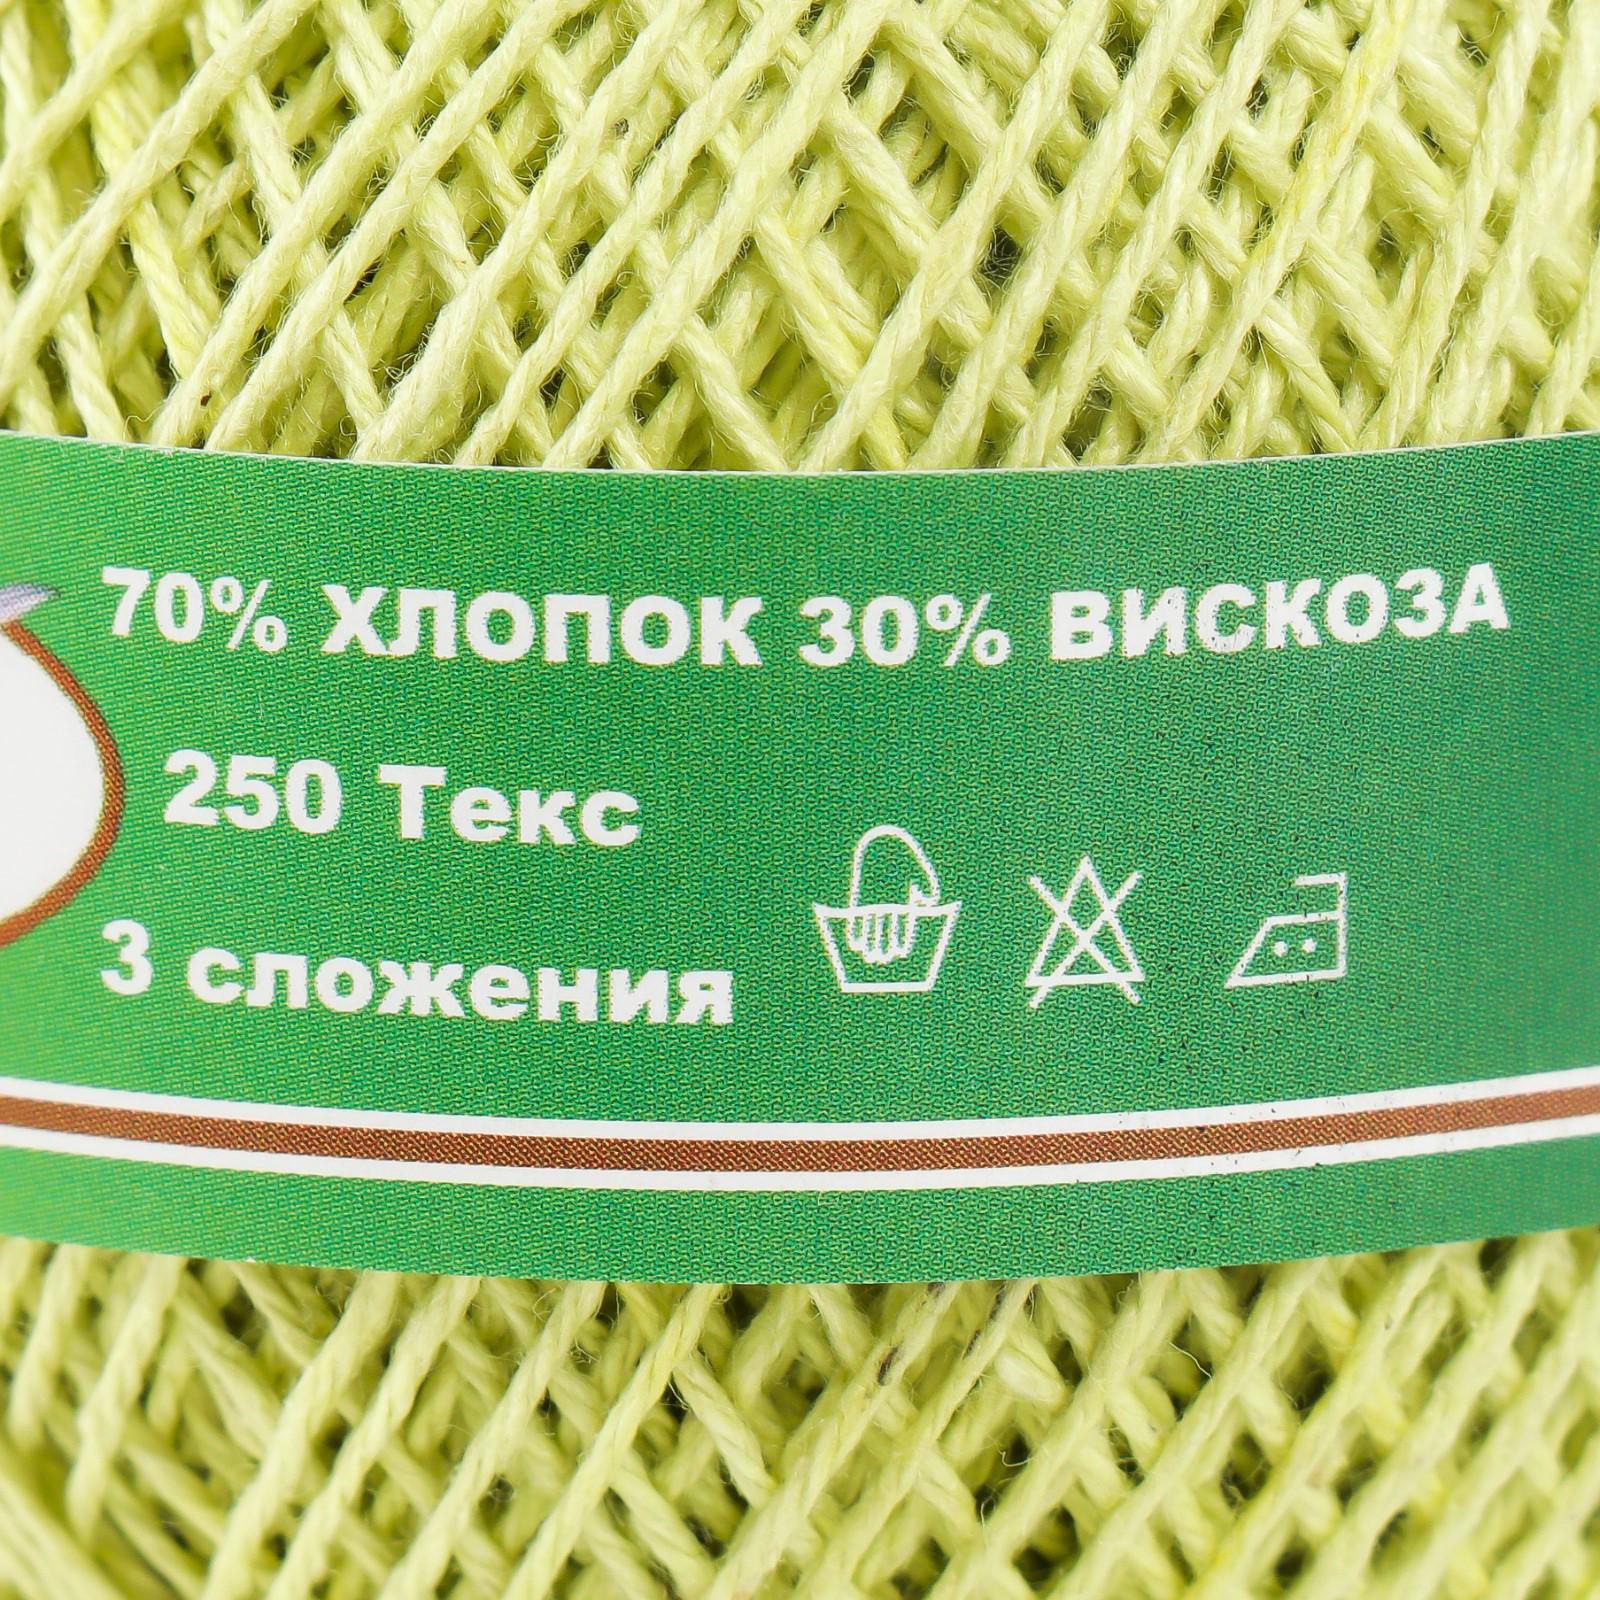 70% ХЛОПОК 30% ВИСКОЗА
250 Текс
3 сложения